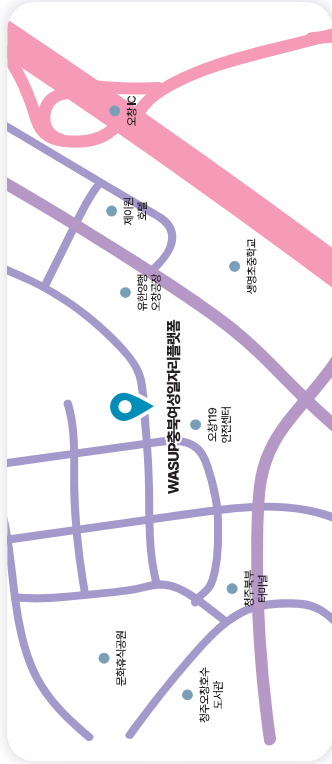 오창 IC
제이원
호텔
생명초중학교
유한양행
오창공장
WASUP충북여성일자리플랫폼
오창119
안전센터
청주북부
터미널
문화휴식공원
청주오창호수
도서관